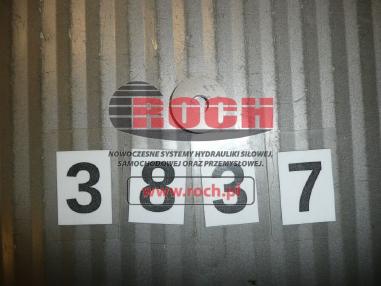 ROCH
NOWOCZESNE SYSTEMY HYDRAULIKI SIŁOWEJ,
SAMOCHODOWEJ ORAZ PRZEMYSŁOWEJ.
3 8 3 7
www.roch.pl